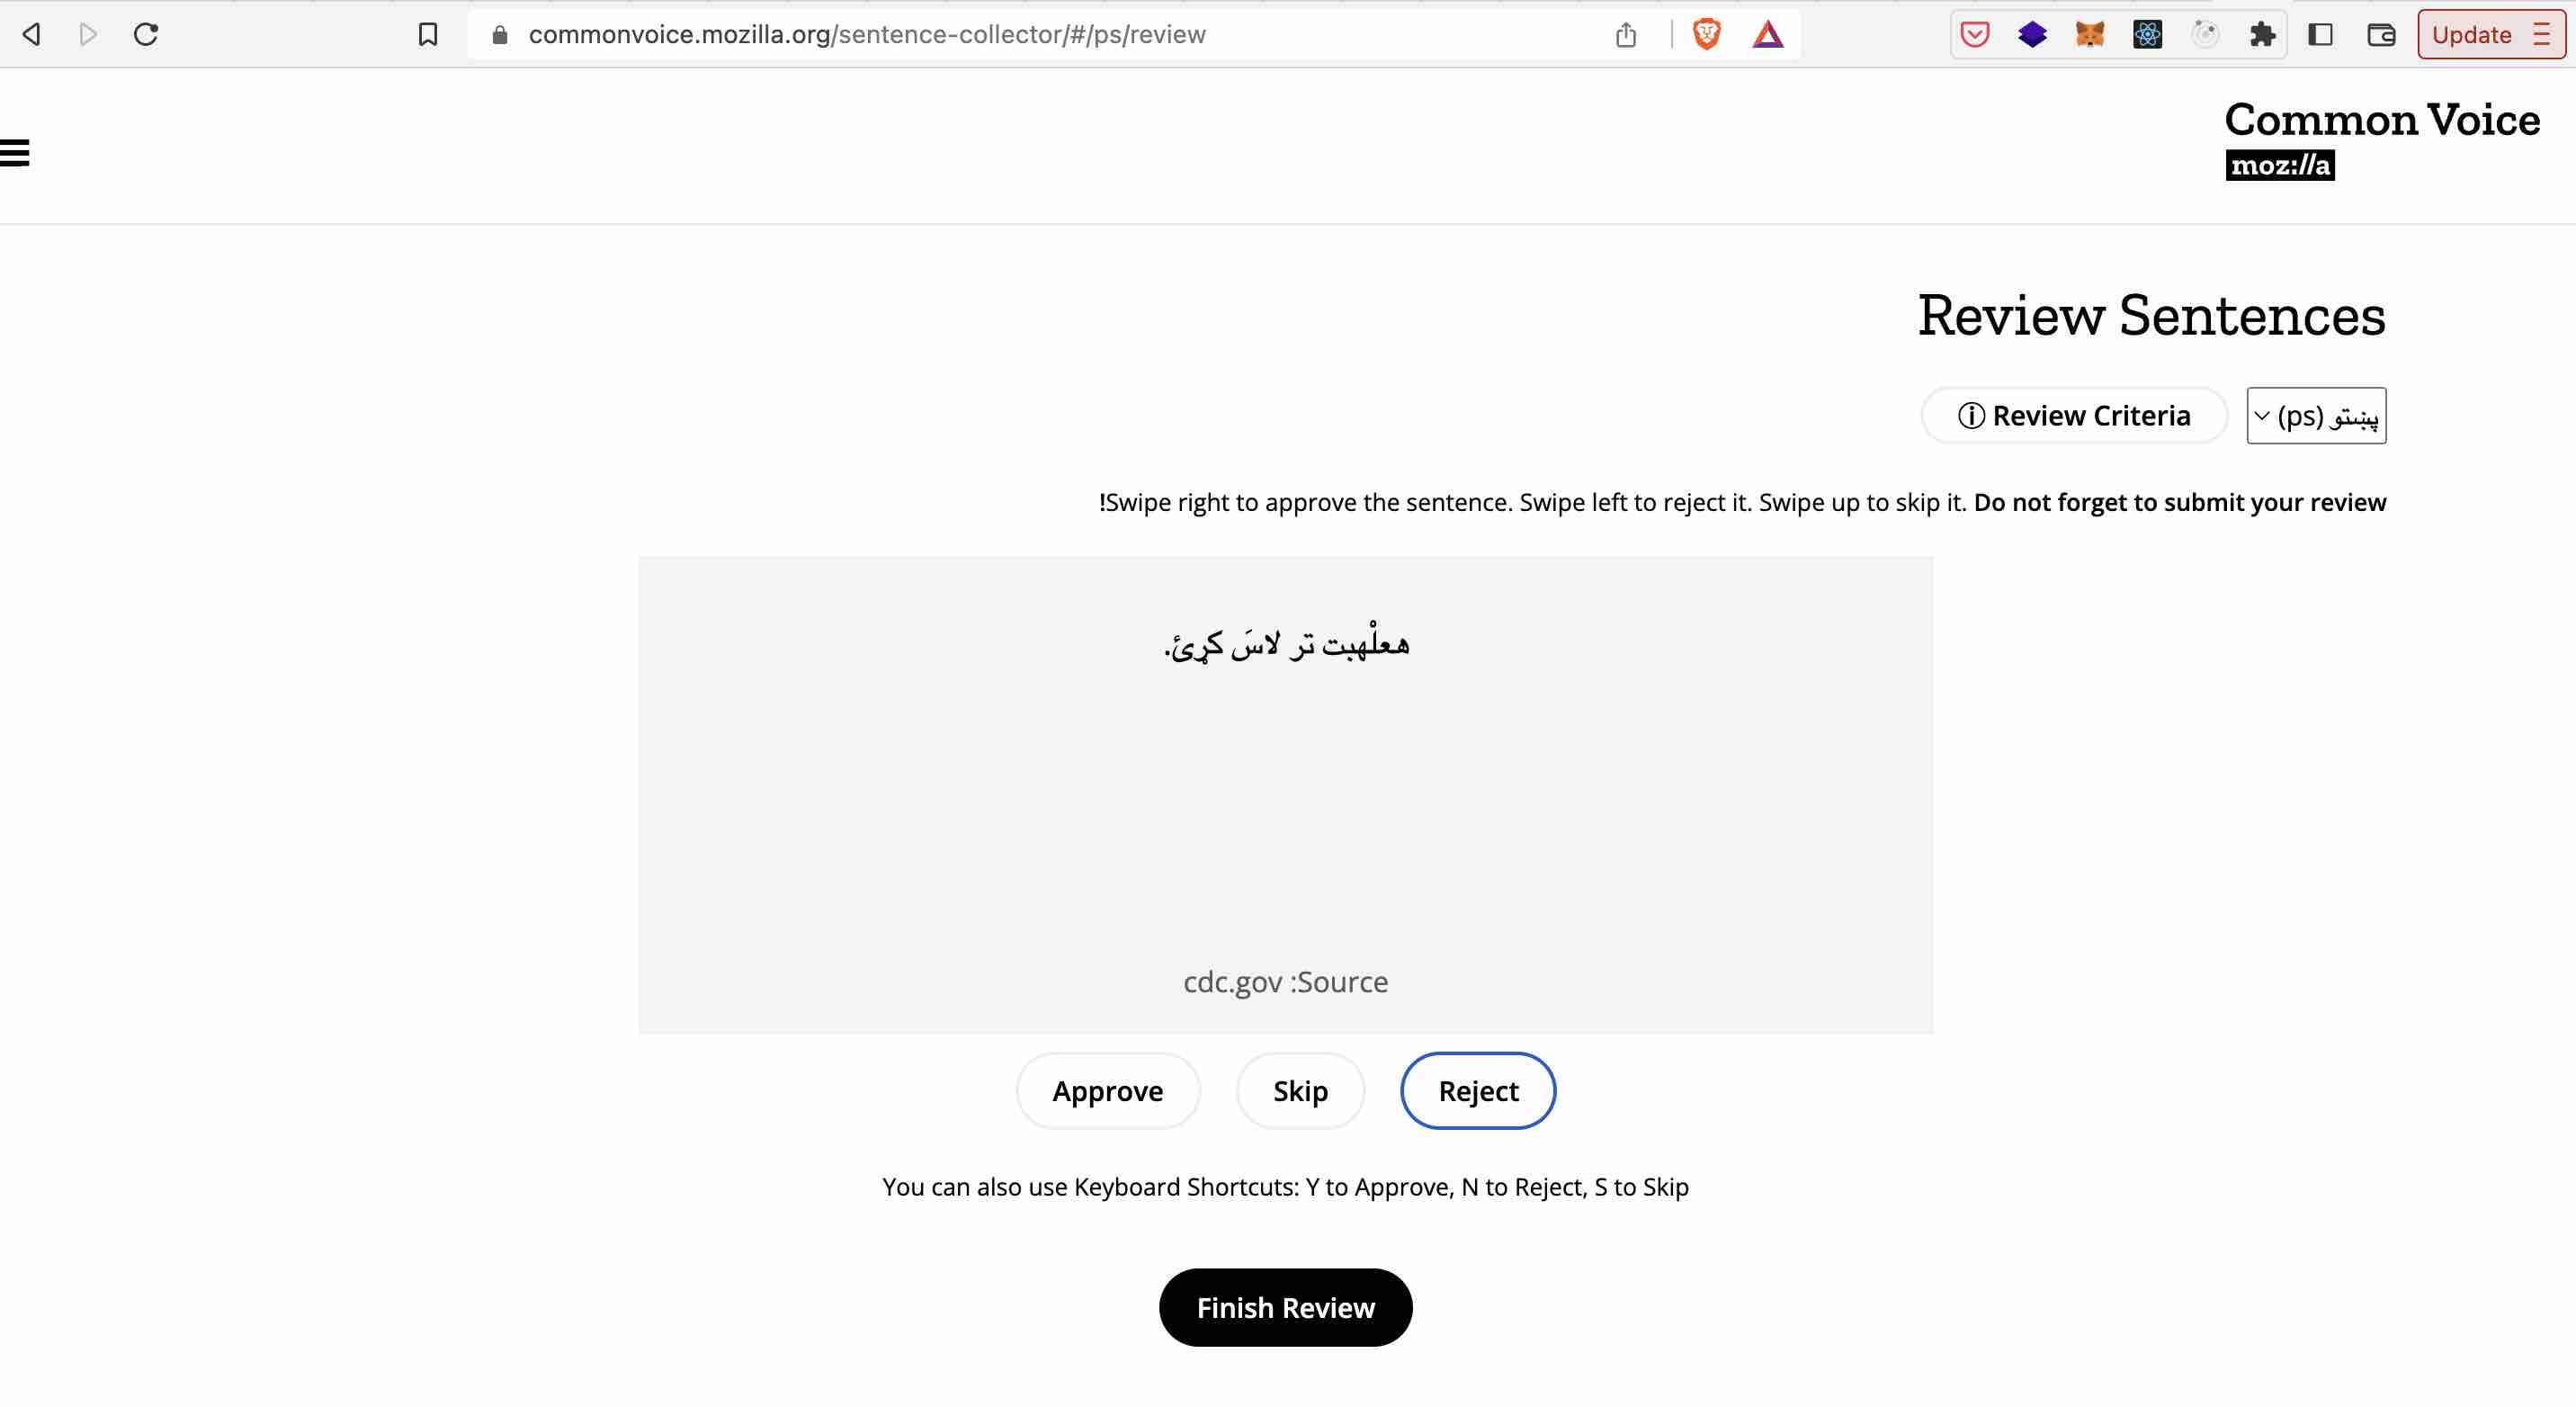 commonvoice.mozilla.org/sentence-collector/#/ps/review
Update
Common Voice
moz://a
Review Sentences
پښتو (ps)
Review Criteria
!Swipe right to approve the sentence. Swipe left to reject it. Swipe up to skip it. Do not forget to submit your review
هعلْهبت تر لاسَ کړئ.
cdc.gov :Source
Approve
Skip
Reject
You can also use Keyboard Shortcuts: Y to Approve, N to Reject, S to Skip
Finish Review